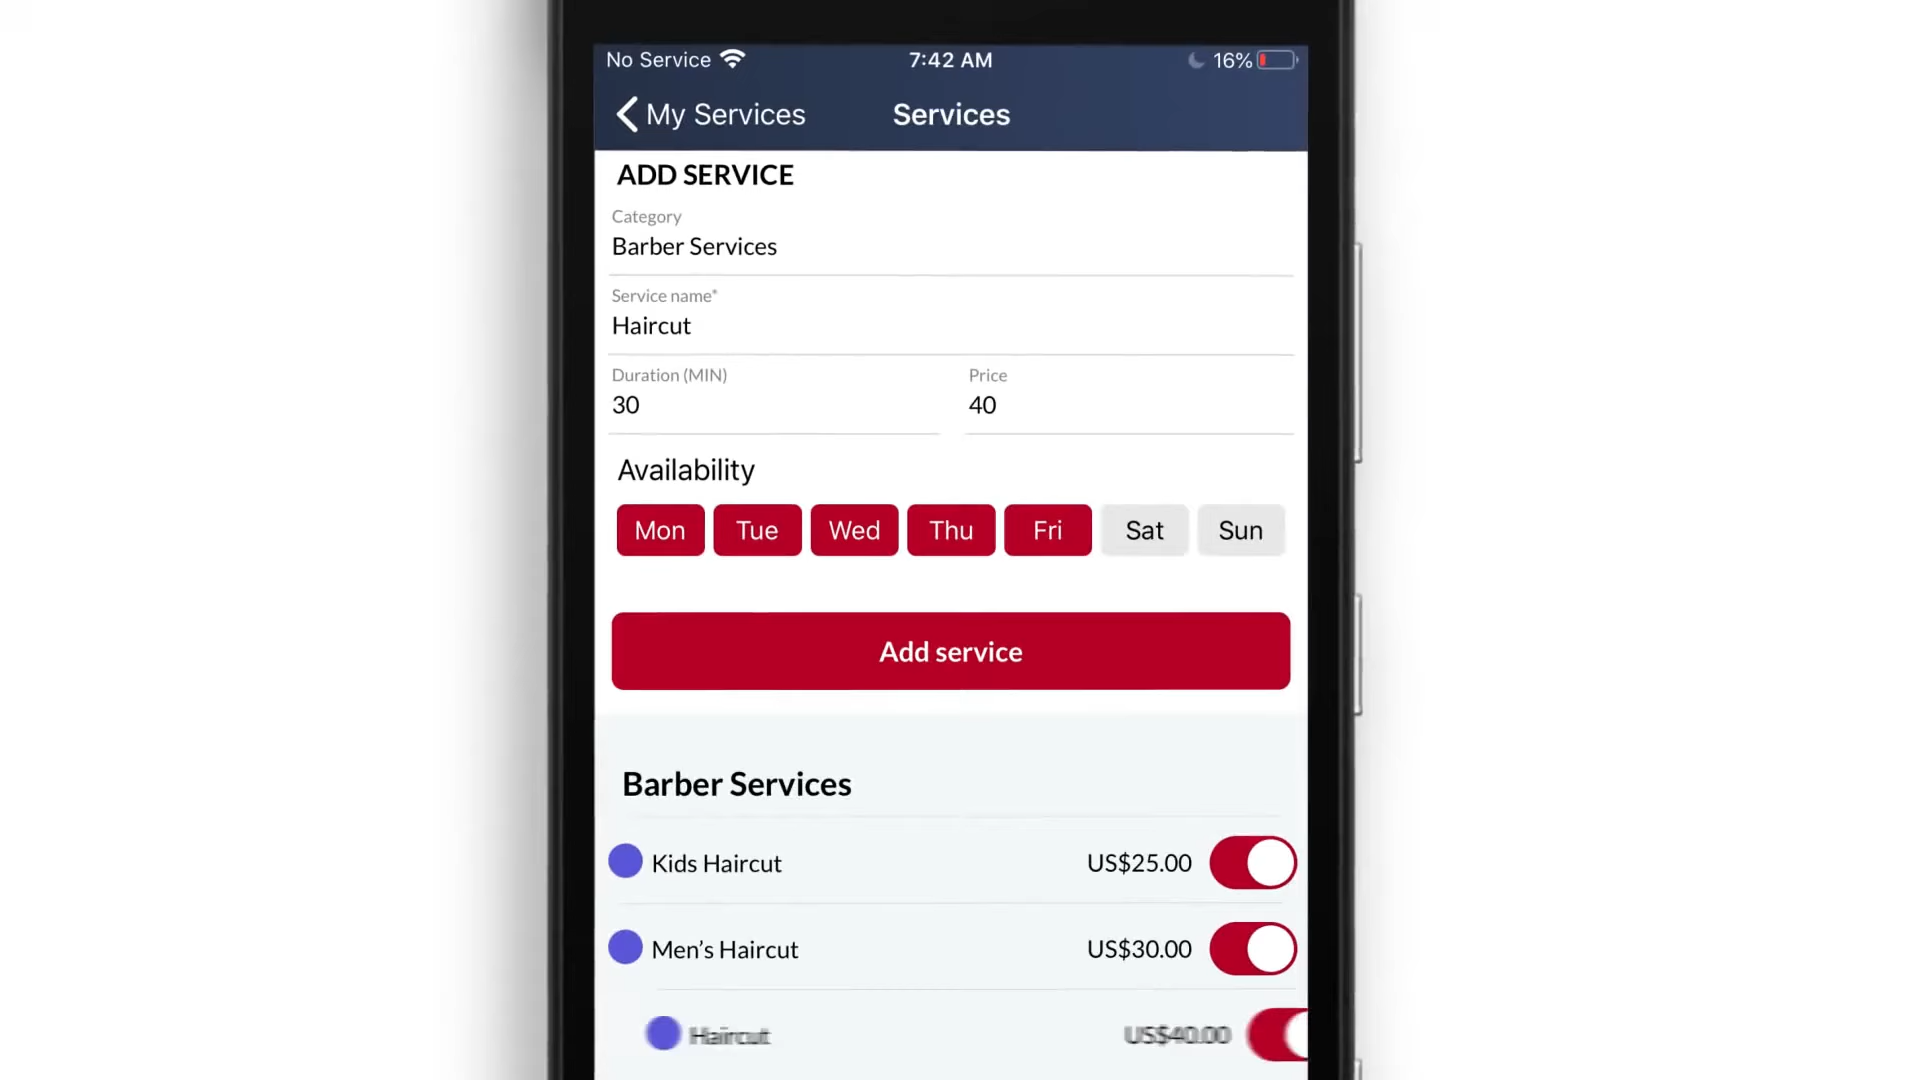 No Service 7:42 AM 16%
My Services Services
ADD SERVICE
Category
Barber Services
Service name*
Haircut
Duration (MIN) Price
30 40
Availability
Mon Tue Wed Thu Fri Sat Sun
Add service
Barber Services
Kids Haircut US$25.00
Men’s Haircut US$30.00
Haircut US$40.00